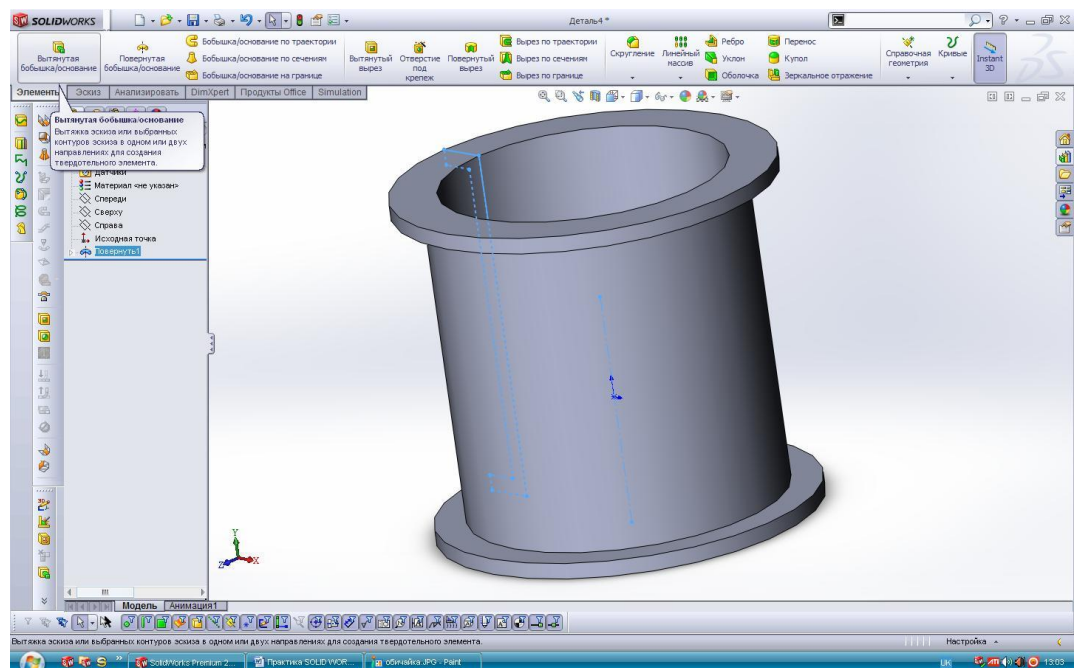 SOLIDWORKS
Деталь4 *
Вытянутая бобышка/основание
Повернутая бобышка/основание
Бобышка/основание по траектории
Бобышка/основание по сечениям
Бобышка/основание на границе
Вытянутый вырез
Отверстие под крепеж
Повернутый вырез
Вырез по траектории
Вырез по сечениям
Вырез по границе
Скругление
Линейный массив
Ребро
Уклон
Оболочка
Перенос
Купол
Зеркальное отражение
Справочная геометрия
Кривые
Instant 3D
Элементы
Эскиз
Анализировать
DimXpert
Продукты Office
Simulation
Вытянутая бобышка/основание
Вытяжка эскиза или выбранных
контуров эскиза в одном или двух
направлениях для создания
твердотельного элемента.
Датчики
Материал <не указан>
Спереди
Сверху
Справа
Исходная точка
Повернуть1
Y
X
Z
Модель
Анимация1
Вытяжка эскиза или выбранных контуров эскиза в одном или двух направлениях для создания твердотельного элемента.
Настройка
SolidWorks Premium 2...
Практика SOLID WOR...
обичайка.JPG - Paint
UK
13:03